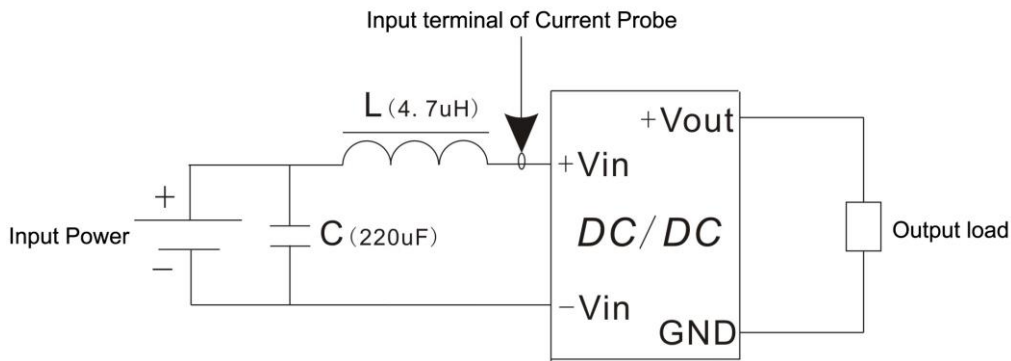 Input terminal of Current Probe
L(4.7uH)
+Vout
+Vin
+
Input Power
C(220uF)
DC/DC
Output load
−
−Vin
GND